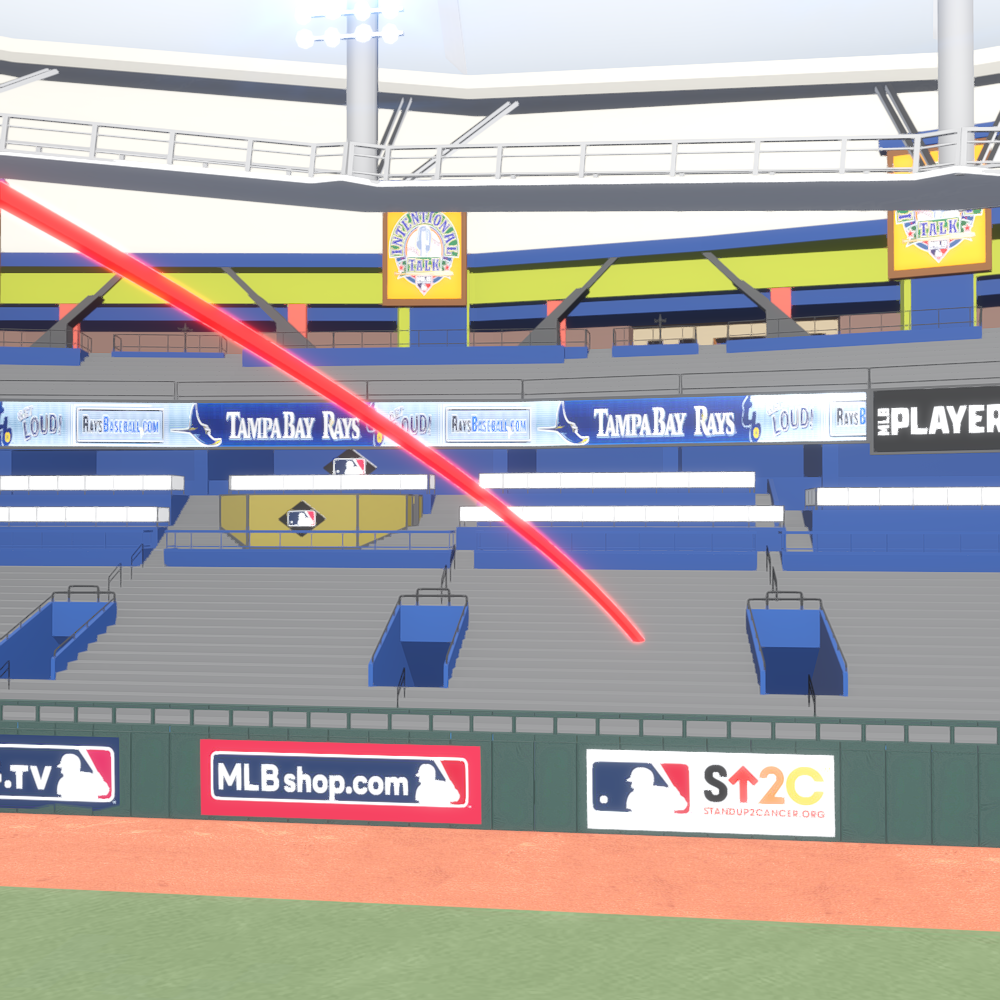 INTENTIONAL
TALK
TALK
LOUD!
RAYSBASEBALL.COM
TAMPA BAY RAYS
LOUD!
RAYSBASEBALL.COM
TAMPA BAY RAYS
LOUD!
RAYSB
MLB PLAYER
.TV
MLBshop.com
S↑2C
STANDUP2CANCER.ORG